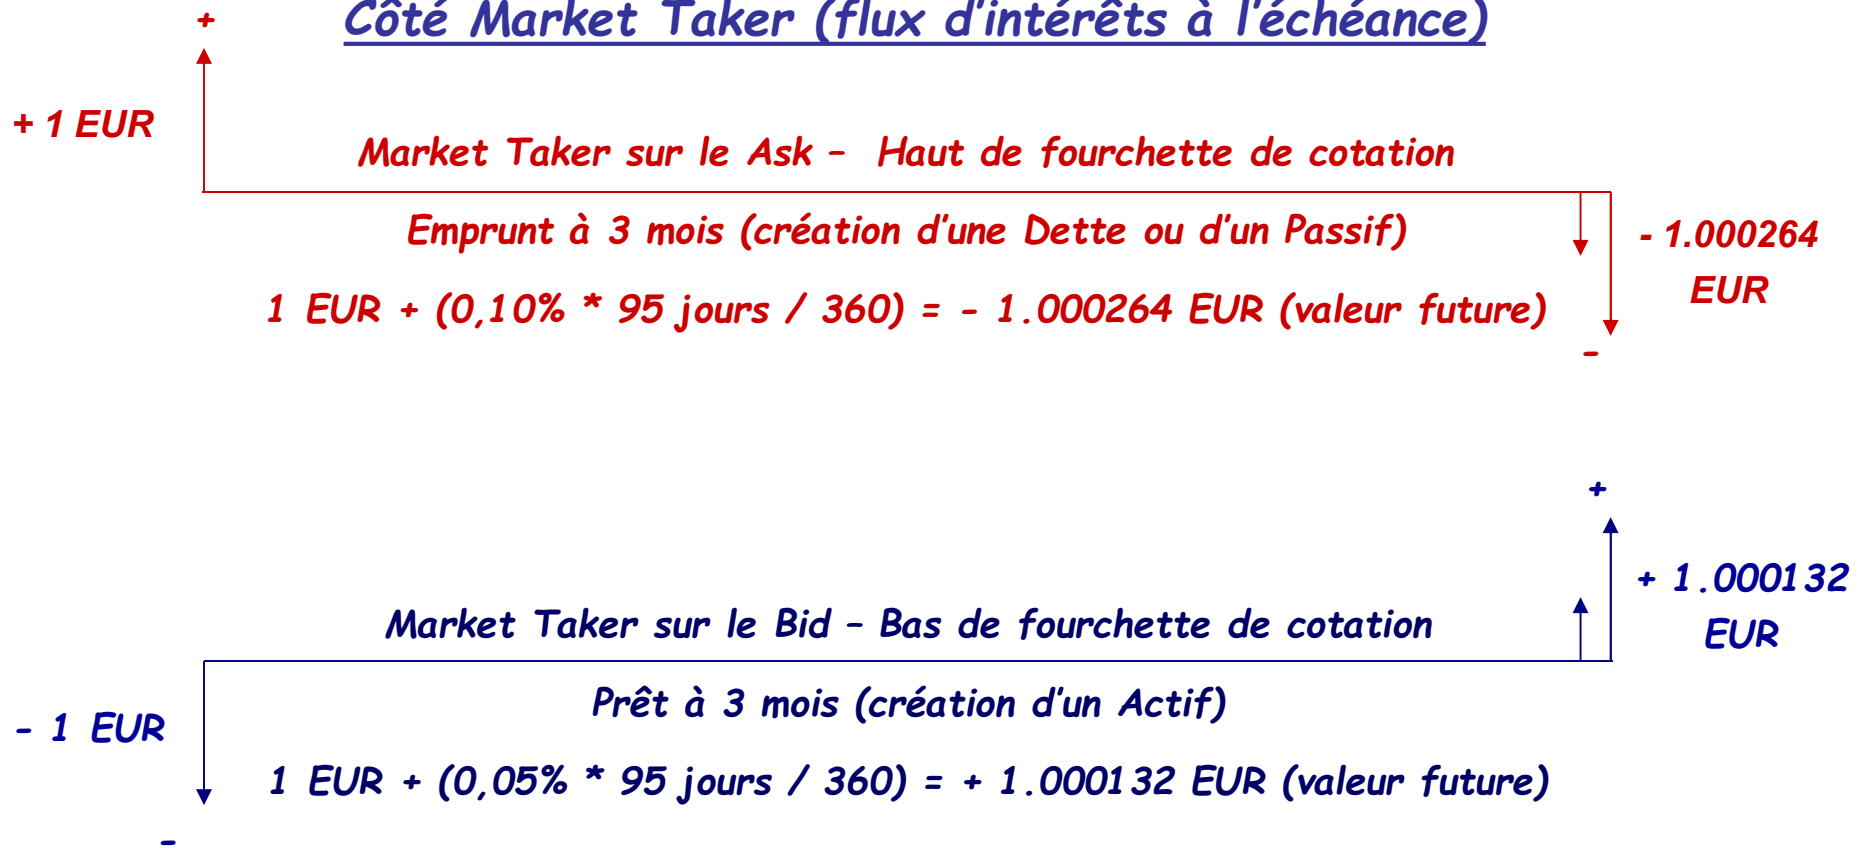 Côté Market Taker (flux d'intérêts à l'échéance)
+
+ 1 EUR
Market Taker sur le Ask – Haut de fourchette de cotation
Emprunt à 3 mois (création d'une Dette ou d'un Passif)
- 1.000264
EUR
1 EUR + (0,10% * 95 jours / 360) = - 1.000264 EUR (valeur future)
-
+
+ 1.000132
EUR
Market Taker sur le Bid – Bas de fourchette de cotation
Prêt à 3 mois (création d'un Actif)
- 1 EUR
1 EUR + (0,05% * 95 jours / 360) = + 1.000132 EUR (valeur future)
-